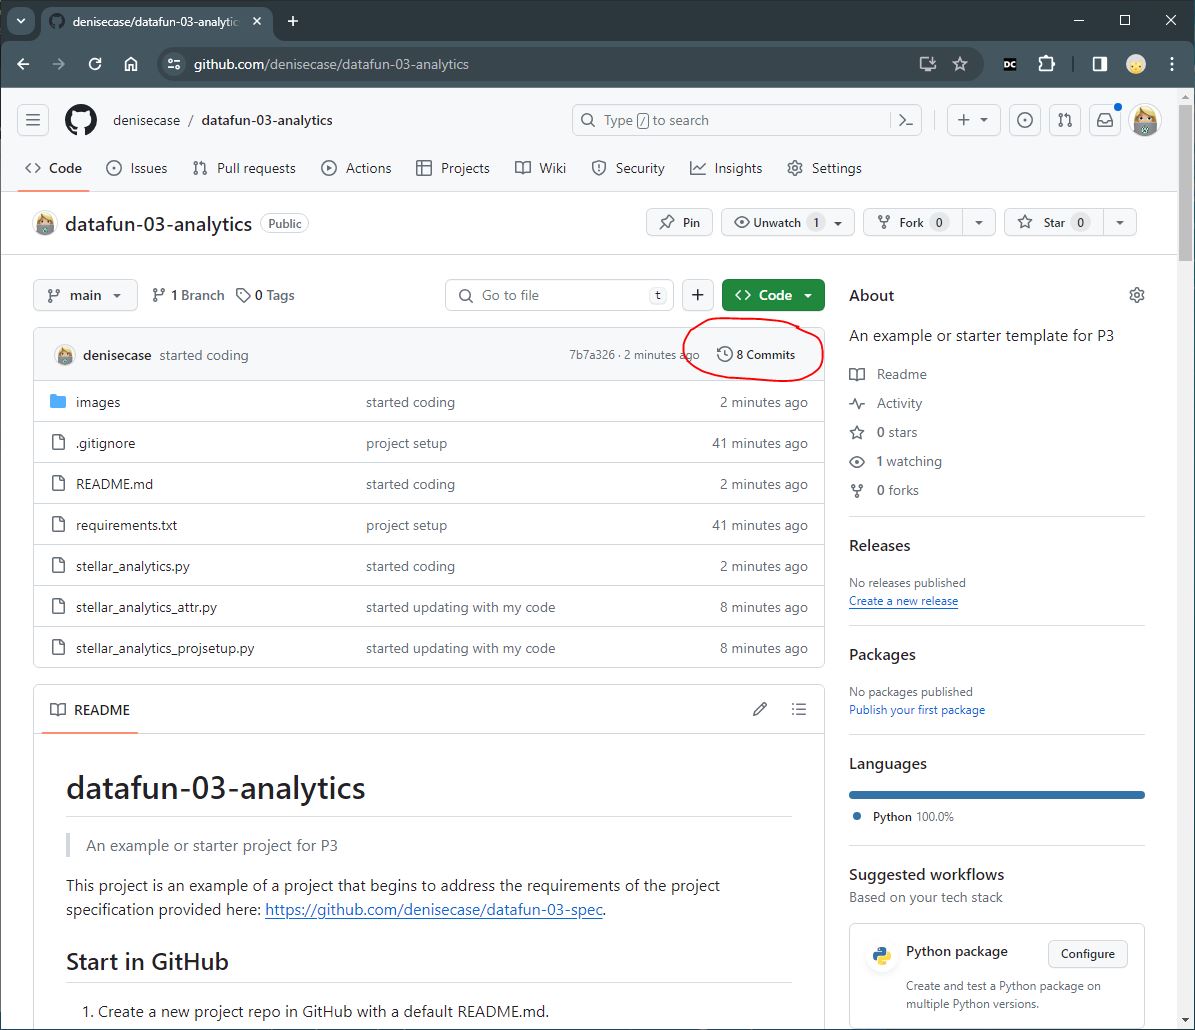 denisecase/datafun-03-analytic
github.com/denisecase/datafun-03-analytics
DC
denisecase / datafun-03-analytics
Type / to search
Code Issues Pull requests Actions Projects Wiki Security Insights Settings
datafun-03-analytics Public
Pin Unwatch 1 Fork 0 Star 0
main 1 Branch 0 Tags Go to file t + Code
denisecase started coding 7b7a326 · 2 minutes ago 8 Commits
images started coding 2 minutes ago
.gitignore project setup 41 minutes ago
README.md started coding 2 minutes ago
requirements.txt project setup 41 minutes ago
stellar_analytics.py started coding 2 minutes ago
stellar_analytics_attr.py started updating with my code 8 minutes ago
stellar_analytics_projsetup.py started updating with my code 8 minutes ago
README
datafun-03-analytics
An example or starter project for P3
This project is an example of a project that begins to address the requirements of the project
specification provided here: https://github.com/denisecase/datafun-03-spec.
Start in GitHub
1. Create a new project repo in GitHub with a default README.md.
About
An example or starter template for P3
Readme
Activity
0 stars
1 watching
0 forks
Releases
No releases published
Create a new release
Packages
No packages published
Publish your first package
Languages
Python 100.0%
Suggested workflows
Based on your tech stack
Python package Configure
Create and test a Python package on
multiple Python versions.